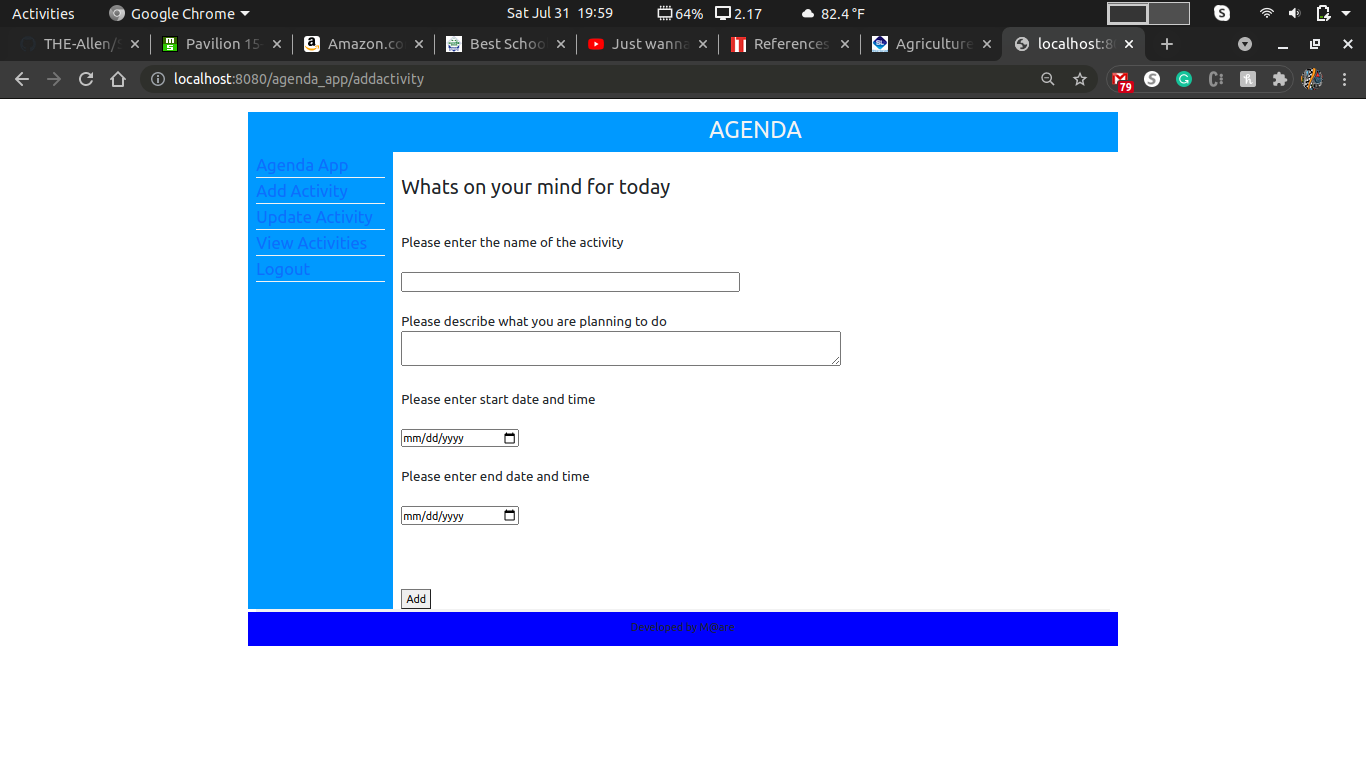 Activities Google Chrome Sat Jul 31 19:59 64% 2.17 82.4 °F
THE-Allen/ Pavilion 15- Amazon.co Best Schoo Just wanna References Agriculture localhost:8
localhost:8080/agenda_app/addactivity 79
AGENDA
Agenda App
Add Activity
Update Activity
View Activities
Logout
Whats on your mind for today
Please enter the name of the activity
Please describe what you are planning to do
Please enter start date and time
mm/dd/yyyy
Please enter end date and time
mm/dd/yyyy
Add
Developed by